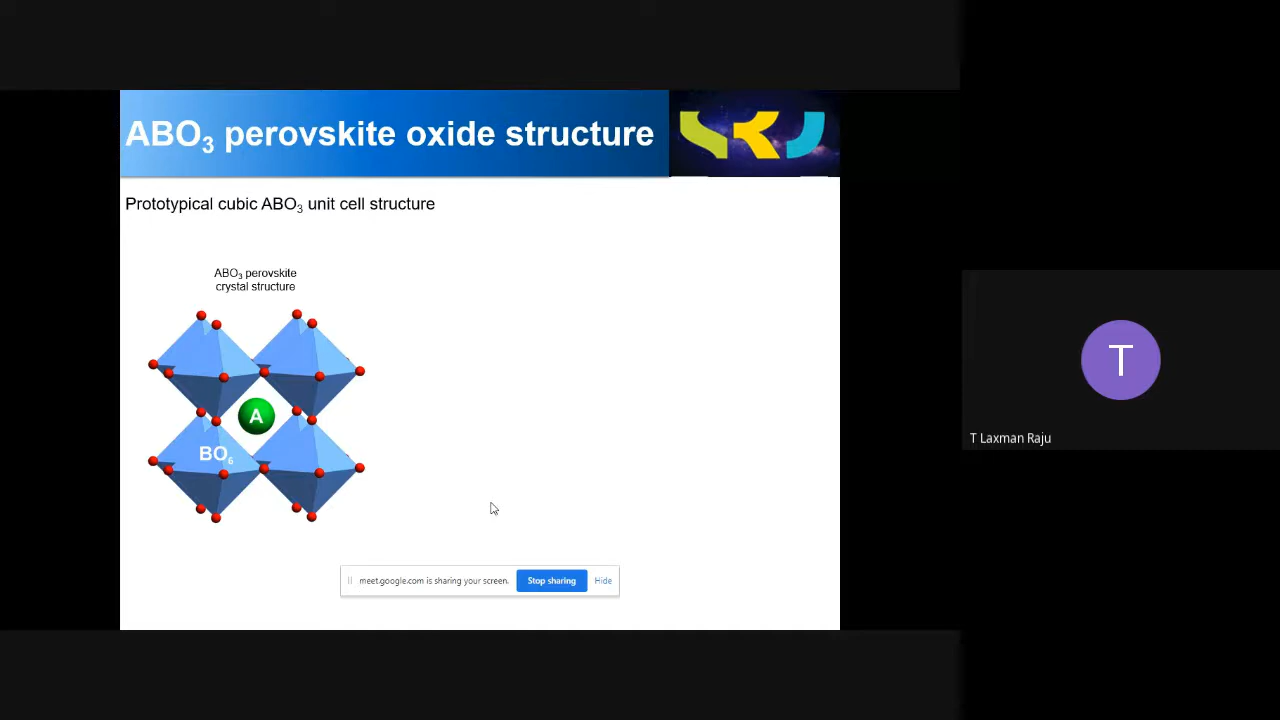 ABO₃ perovskite oxide structure
SKJ
Prototypical cubic ABO₃ unit cell structure
ABO₃ perovskite
crystal structure
A
BO₆
meet.google.com is sharing your screen.
Stop sharing
Hide
T
T Laxman Raju